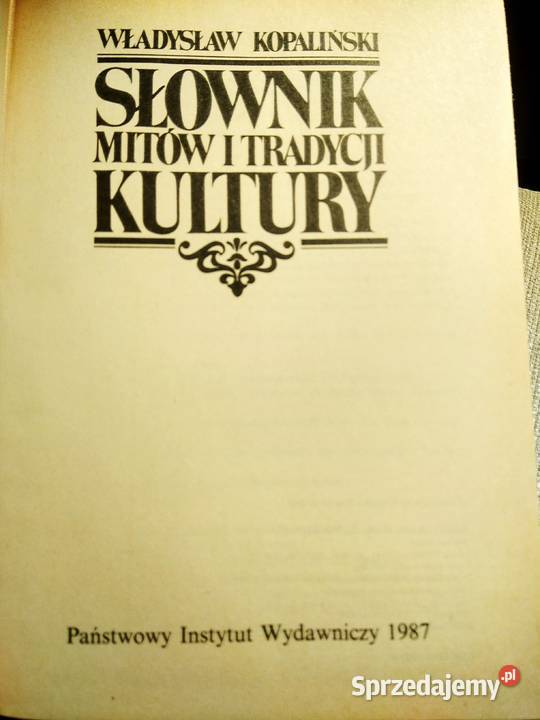 WŁADYSŁAW KOPALIŃSKI
SŁOWNIK
MITÓW I TRADYCJI
KULTURY
Państwowy Instytut Wydawniczy 1987
Sprzedajemy.pl